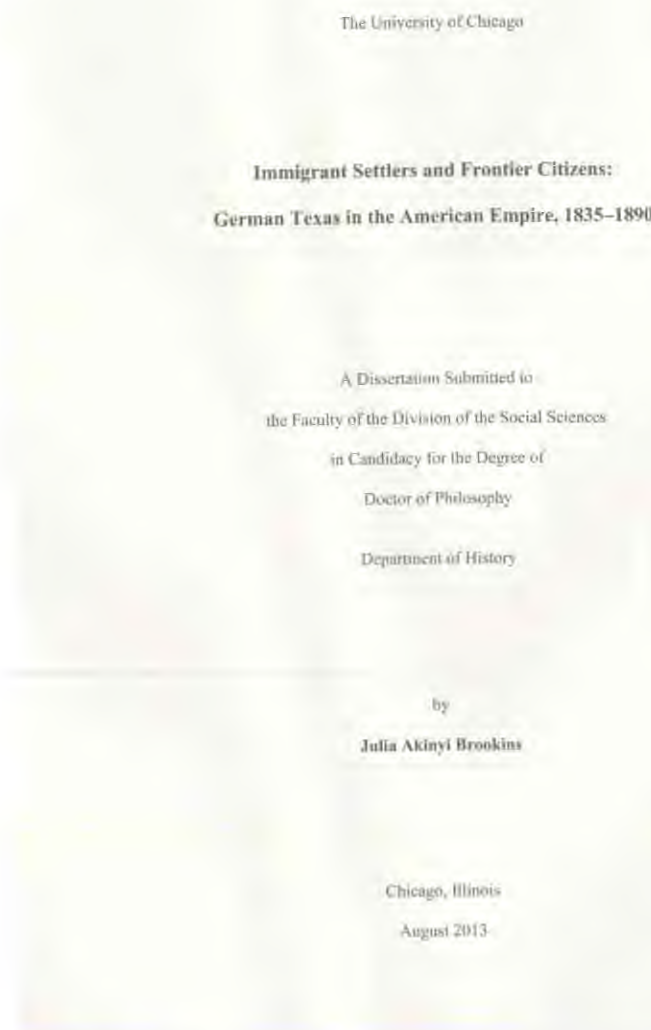 The University of Chicago
Immigrant Settlers and Frontier Citizens:
German Texas in the American Empire, 1835–1890
A Dissertation Submitted to
the Faculty of the Division of the Social Sciences
in Candidacy for the Degree of
Doctor of Philosophy
Department of History
by
Julia Akinyi Brookins
Chicago, Illinois
August 2013